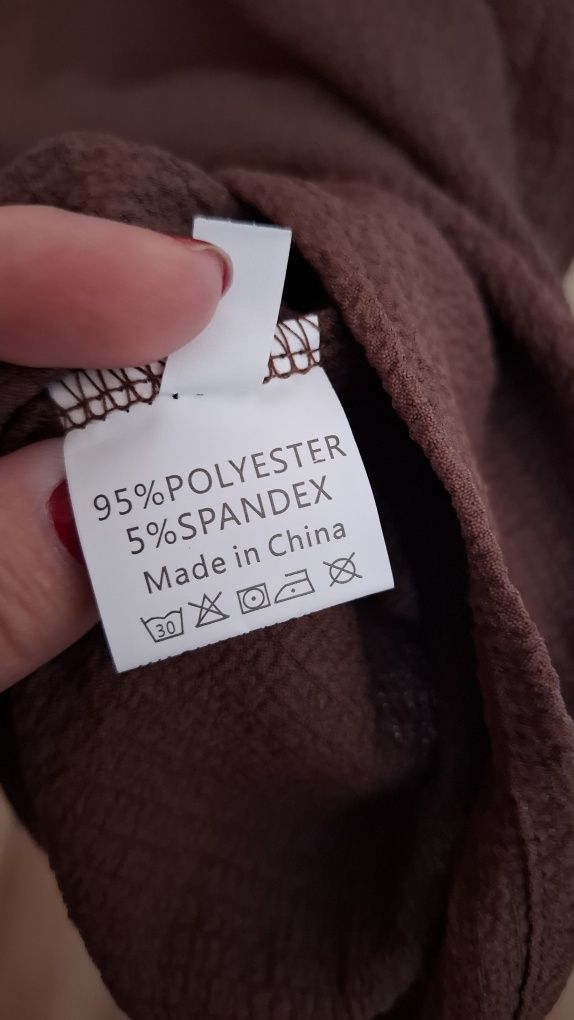 95%POLYESTER
5%SPANDEX
Made in China
30